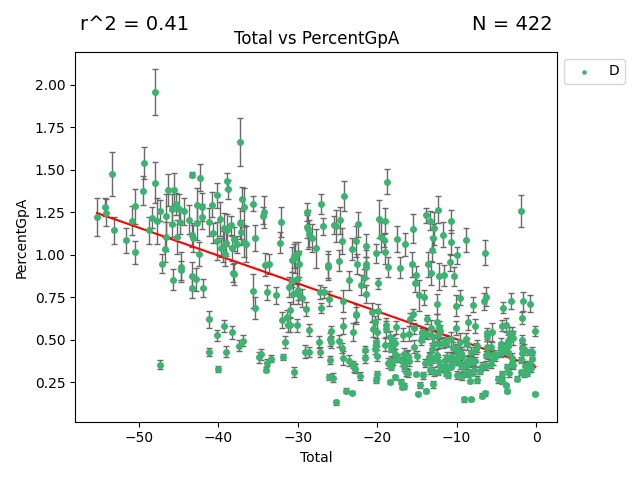 r^2 = 0.41
N = 422
Total vs PercentGpA
D
PercentGpA
2.00
1.75
1.50
1.25
1.00
0.75
0.50
0.25
−50
−40
−30
−20
−10
0
Total